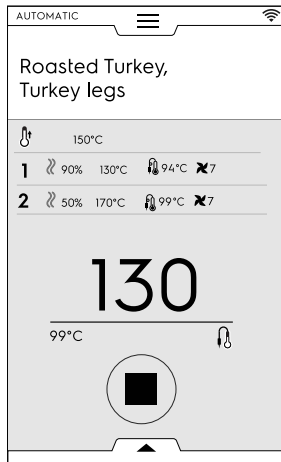 AUTOMATIC
Roasted Turkey,
Turkey legs
150°C
1 90% 130°C 94°C 7
2 50% 170°C 99°C 7
130
99°C